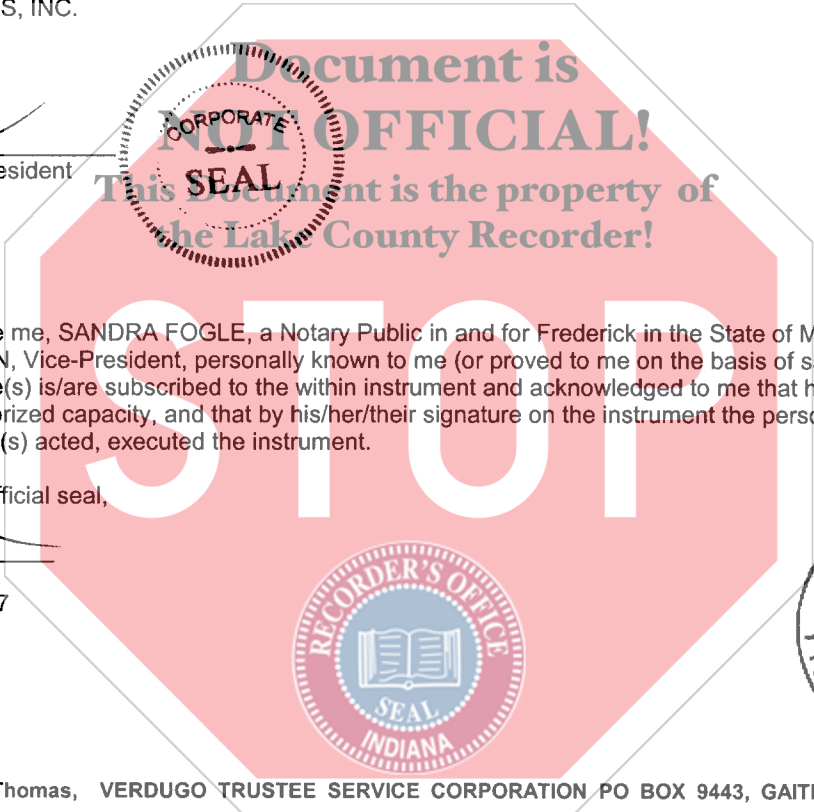 S, INC.
Document is
CORPORATE
NOT OFFICIAL!
esident
SEAL
This Document is the property of
the Lake County Recorder!
STOP
e me, SANDRA FOGLE, a Notary Public in and for Frederick in the State of M
N, Vice-President, personally known to me (or proved to me on the basis of s
e(s) is/are subscribed to the within instrument and acknowledged to me that h
rized capacity, and that by his/her/their signature on the instrument the perso
(s) acted, executed the instrument.
ficial seal,
7
RECORDER'S OFFICE
SEAL
INDIANA
Thomas, VERDUGO TRUSTEE SERVICE CORPORATION PO BOX 9443, GAITH